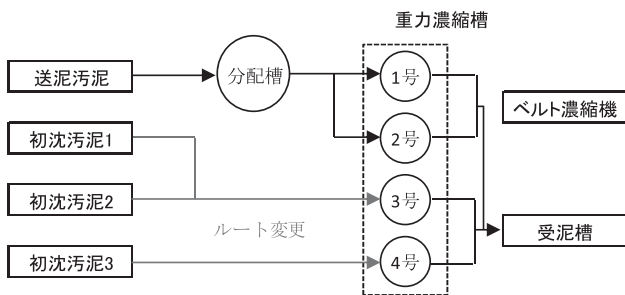 重力濃縮槽
送泥汚泥
分配槽
1号
ベルト濃縮機
初沈汚泥1
2号
初沈汚泥2
3号
ルート変更
受泥槽
初沈汚泥3
4号